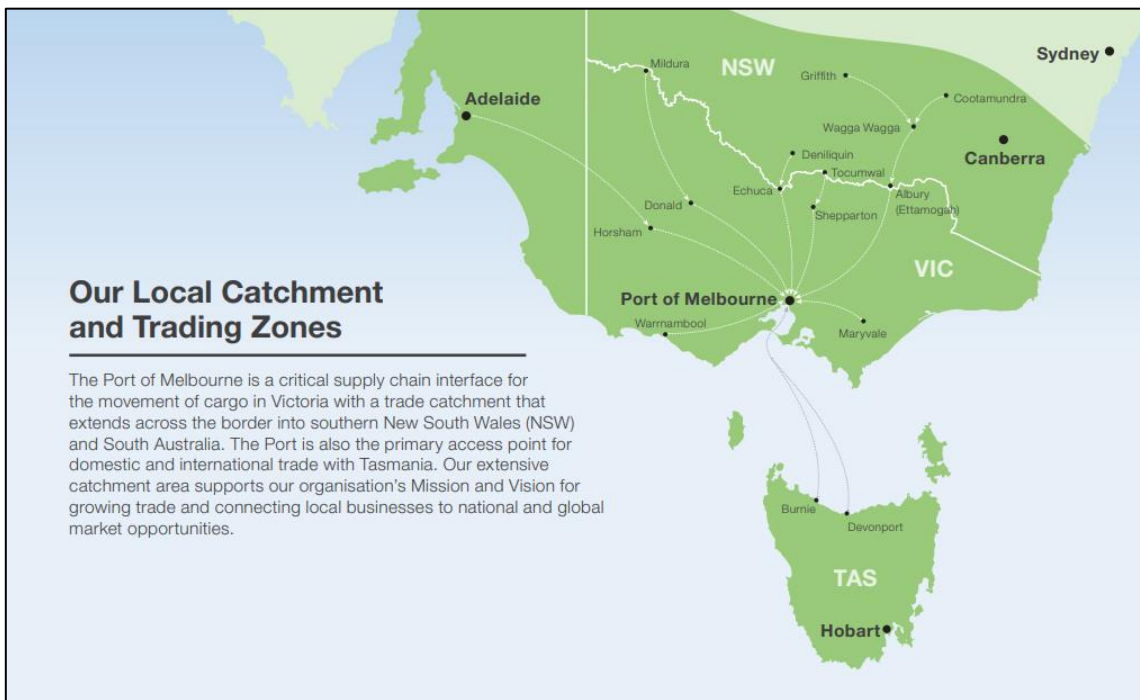 Sydney
NSW
Mildura
Griffith
Adelaide
Cootamundra
Wagga Wagga
Canberra
Deniliquin
Tocumwal
Echuca
Albury
(Ettamogah)
Donald
Shepparton
Horsham
VIC
Our Local Catchment
and Trading Zones
Port of Melbourne
Warrnambool
Maryvale
The Port of Melbourne is a critical supply chain interface for
the movement of cargo in Victoria with a trade catchment that
extends across the border into southern New South Wales (NSW)
and South Australia. The Port is also the primary access point for
domestic and international trade with Tasmania. Our extensive
catchment area supports our organisation's Mission and Vision for
growing trade and connecting local businesses to national and global
market opportunities.
Burnie
Devonport
TAS
Hobart